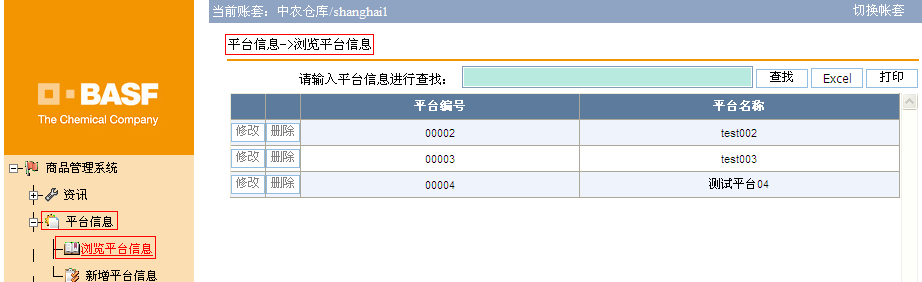 当前账套：中农仓库/shanghai1
切换帐套
BASF
The Chemical Company
商品管理系统
资讯
平台信息
浏览平台信息
新增平台信息
平台信息->浏览平台信息
请输入平台信息进行查找：
查找
Excel
打印
平台编号 平台名称
修改 删除 00002 test002
修改 删除 00003 test003
修改 删除 00004 测试平台04